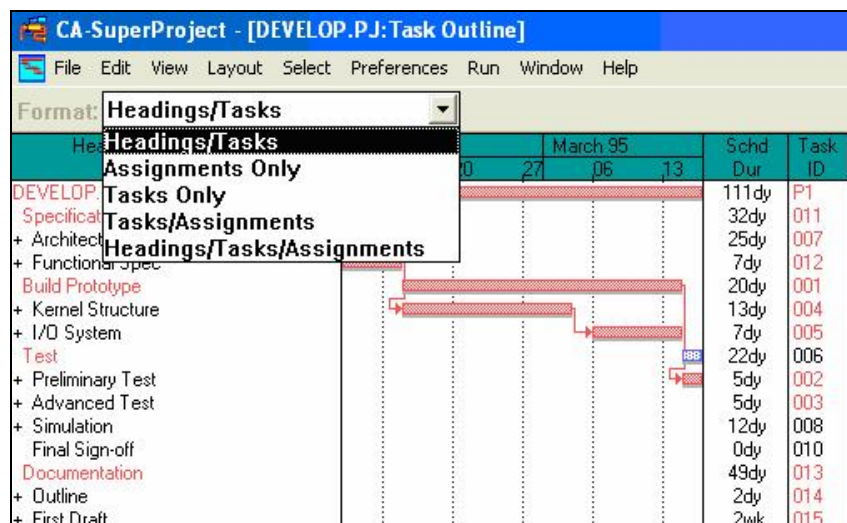 CA-SuperProject - [DEVELOP.PJ:Task Outline]
File Edit View Layout Select Preferences Run Window Help
Format: Headings/Tasks
Headings/Tasks
Assignments Only
Tasks Only
Tasks/Assignments
Headings/Tasks/Assignments
March 95 Schd Task
27 06 13 Dur ID
DEVELOP. 111dy P1
32dy 011
25dy 007
+ Functional Spec 7dy 012
Build Prototype 20dy 001
+ Kernel Structure 13dy 004
+ I/O System 7dy 005
Test 22dy 006
+ Preliminary Test 5dy 002
+ Advanced Test 5dy 003
+ Simulation 12dy 008
Final Sign-off 0dy 010
Documentation 49dy 013
+ Outline 2dy 014
+ First Draft 2wk 015